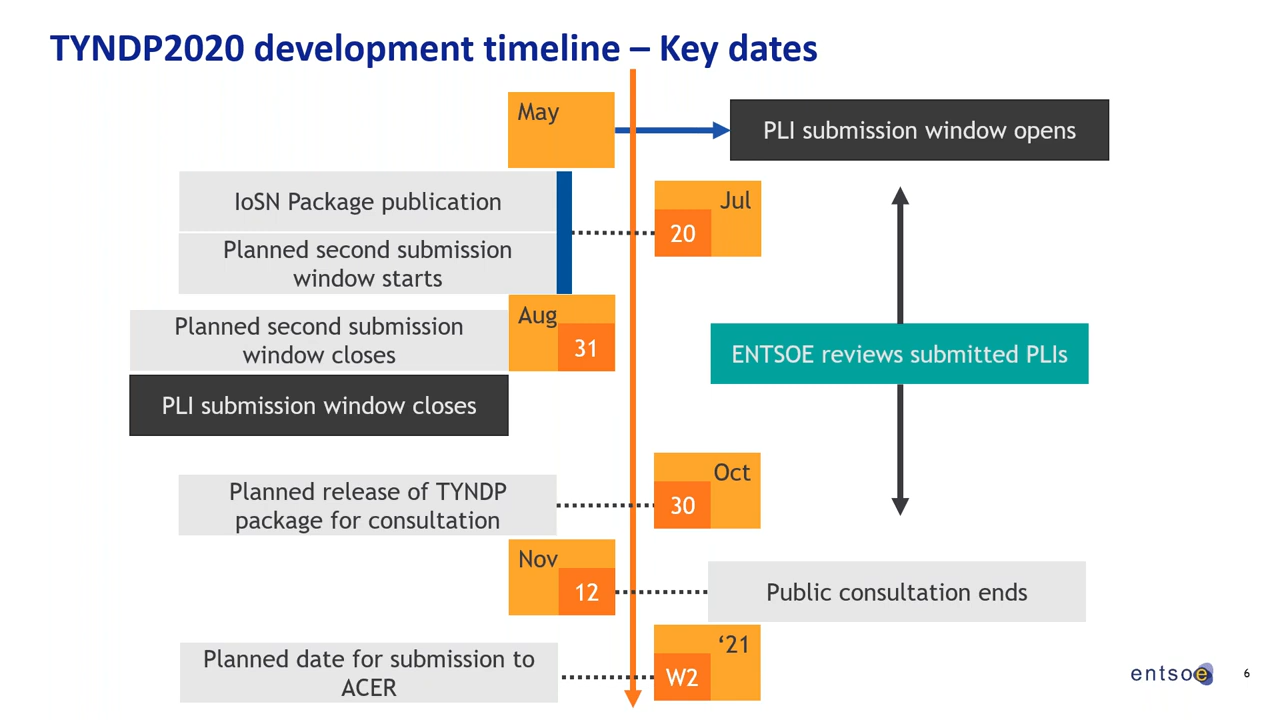 TYNDP2020 development timeline – Key dates
May
PLI submission window opens
IoSN Package publication
Jul
20
Planned second submission
window starts
Aug
31
Planned second submission
window closes
ENTSOE reviews submitted PLIs
PLI submission window closes
Oct
30
Planned release of TYNDP
package for consultation
Nov
12
Public consultation ends
‘21
W2
Planned date for submission to
ACER
entsoe
6